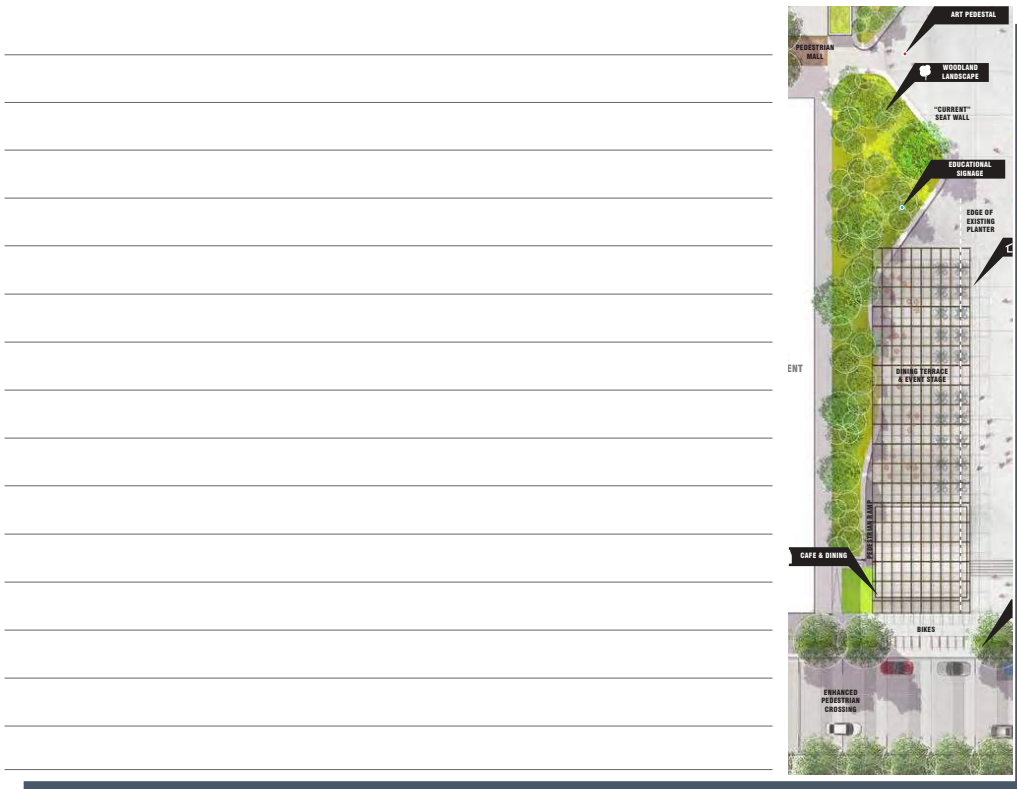 ART PEDESTAL
PEDESTRIAN
MALL
WOODLAND
LANDSCAPE
“CURRENT”
SEAT WALL
EDUCATIONAL
SIGNAGE
EDGE OF
EXISTING
PLANTER
ENT
DINING TERRACE
& EVENT STAGE
PEDESTRIAN RAMP
CAFE & DINING
BIKES
ENHANCED
PEDESTRIAN
CROSSING